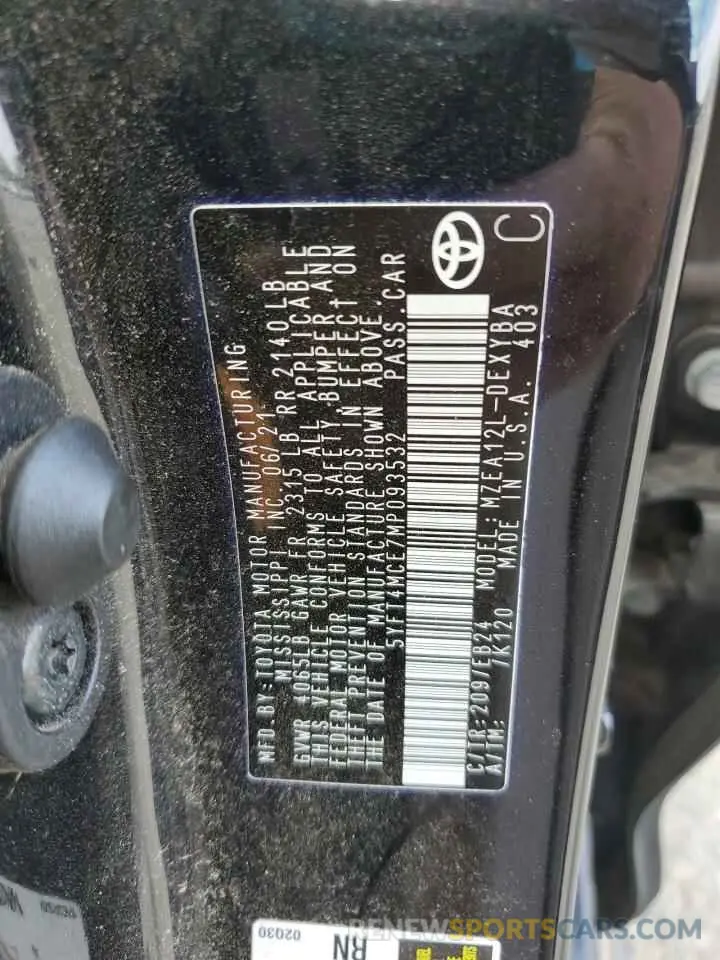 MFD.BY:TOYOTA MOTOR MANUFACTURING
MISSISSIPPI INC.06/21
GVWR 4065LB GAWR FR 2315 LB RR 2140 LB
THIS VEHICLE CONFORMS TO ALL APPLICABLE
FEDERAL MOTOR VEHICLE SAFETY, BUMPER, AND
THEFT PREVENTION STANDARDS IN EFFECT ON
THE DATE OF MANUFACTURE SHOWN ABOVE.
5YFT4MCE7MP093532 PASS.CAR
C/TR:209/EB24 MODEL:MZEA12L-DEXYBA
A/TM: /K120 MADE IN U.S.A. 403
C
02030
BN
RENEWSPORTCAR.COM